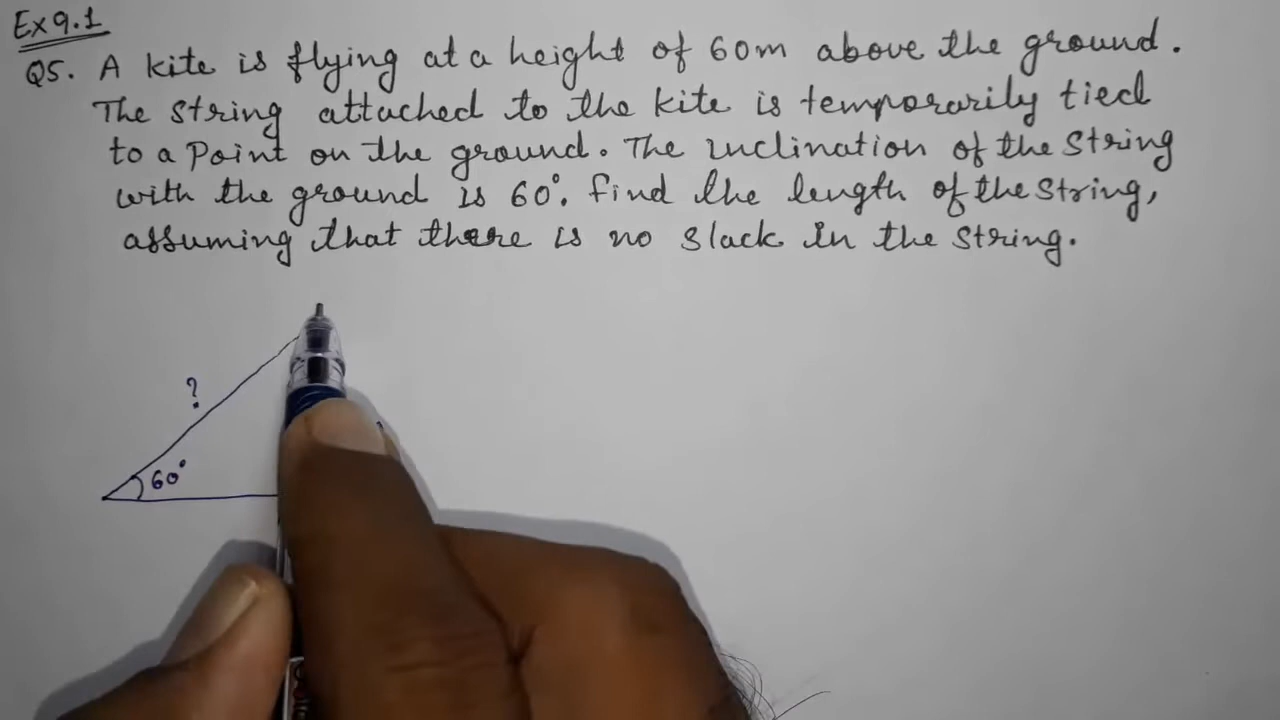 Ex 9.1
Q5. A kite is flying at a height of 60m above the ground.
The string attached to the kite is temporarily tied
to a point on the ground. The inclination of the string
with the ground is 60°. Find the length of the string,
assuming that there is no slack in the string.
?
60°